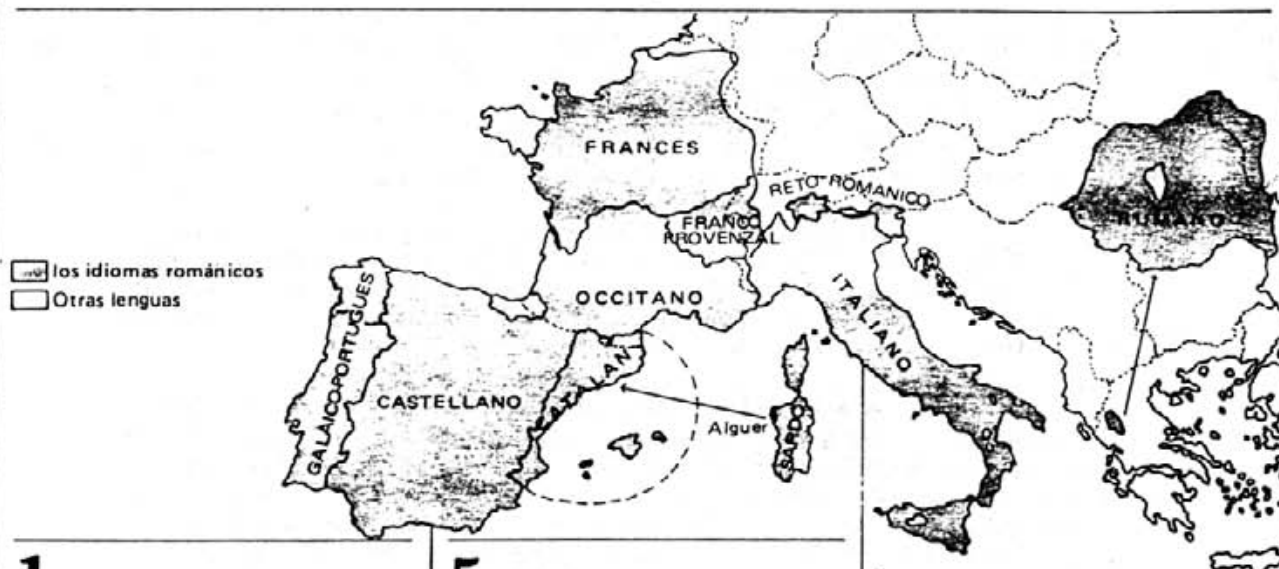 FRANCES
RETO ROMANICO
FRANCO
PROVENZAL
RUMANO
los idiomas románicos
Otras lenguas
OCCITANO
ITALIANO
GALAICOPORTUGUES
CASTELLANO
CATALAN
Alguer
SARDO
1
5